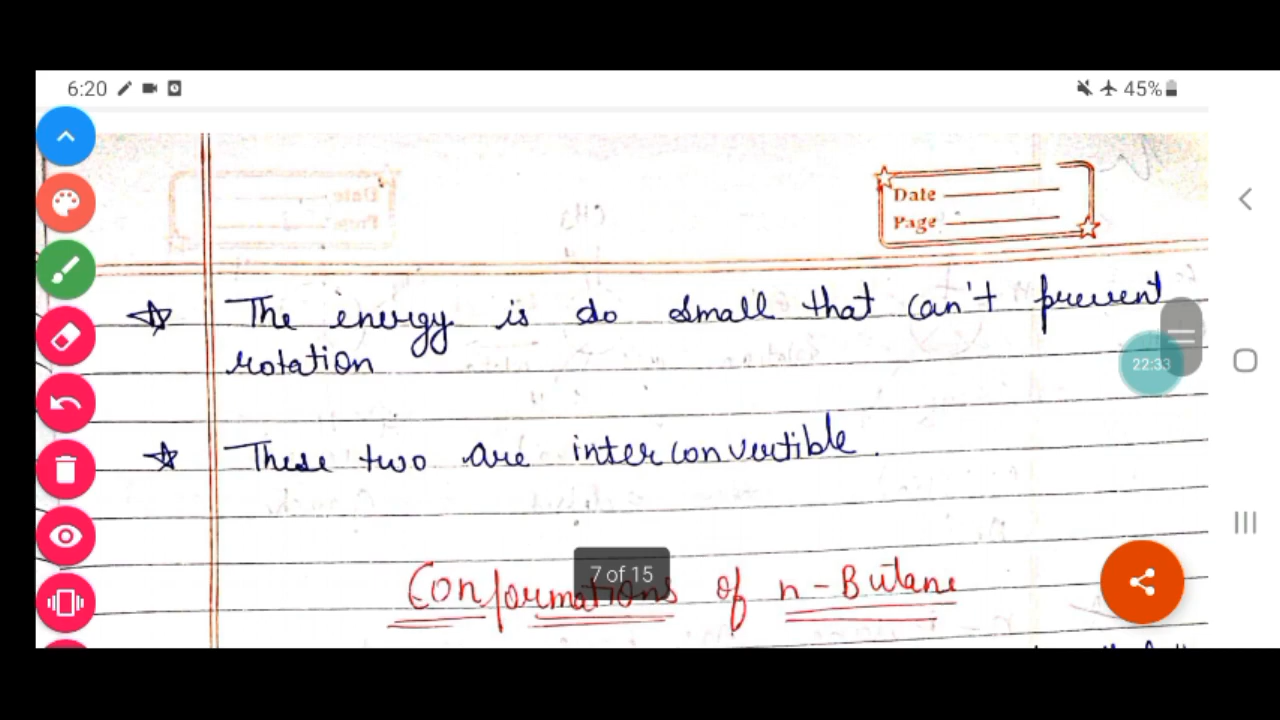 6:20
45%
Date
Page
The energy is do small that can't prevent
22:33
rotation
These two are interconvertible.
7 of 15
Conformations of n-Butane